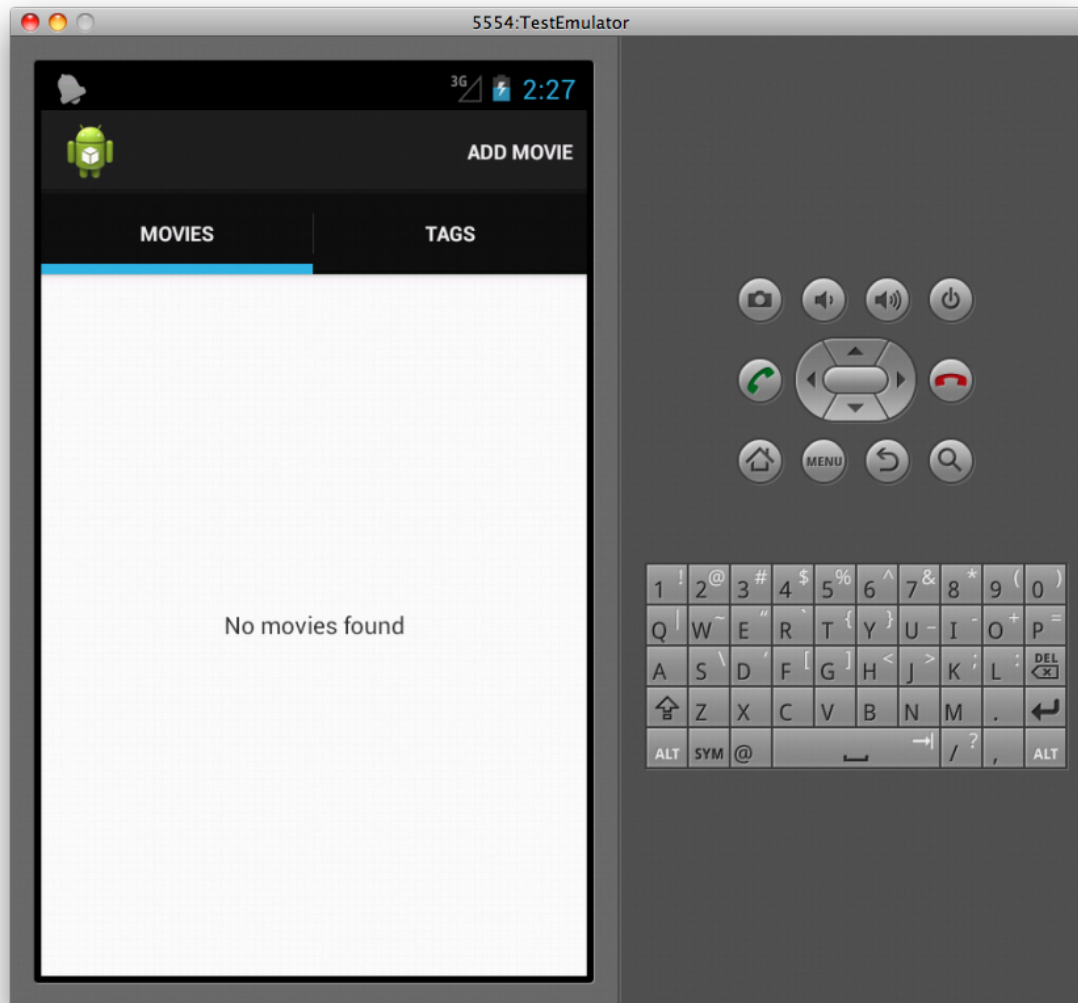 5554:TestEmulator
3G 2:27
ADD MOVIE
MOVIES TAGS
No movies found
MENU
1 ! 2 @ 3 # 4 $ 5 % 6 ^ 7 & 8 * 9 ( 0 )
Q | W ~ E " R ` T { Y } U _ I - O + P =
A S \ D ' F [ G ] H < J > K ; L : DEL
Z X C V B N M .
ALT SYM @ / ? , ALT